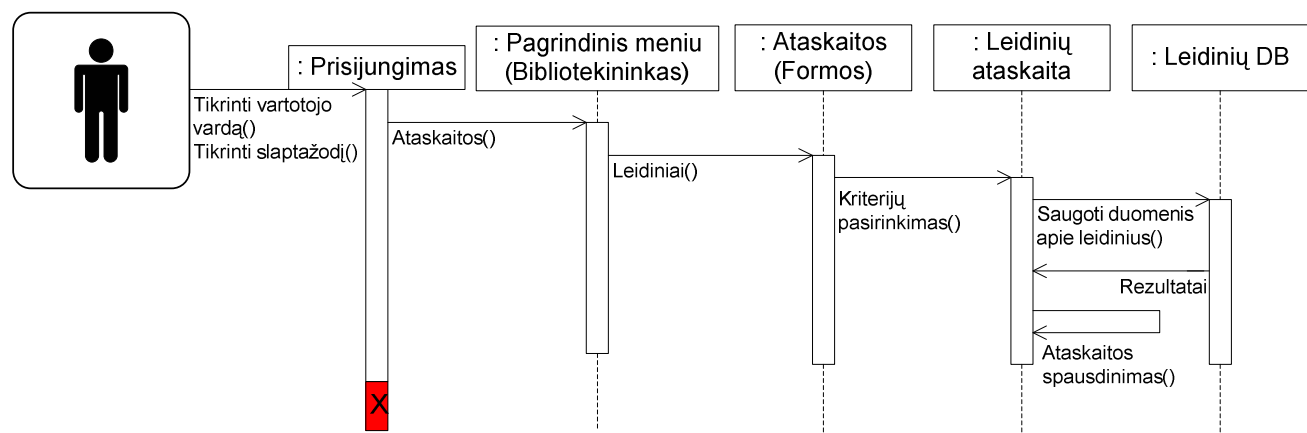 : Prisijungimas
: Pagrindinis meniu
(Bibliotekininkas)
: Ataskaitos
(Formos)
: Leidinių
ataskaita
: Leidinių DB
Tikrinti vartotojo
vardą()
Tikrinti slaptažodį()
Ataskaitos()
Leidiniai()
Kriterijų
pasirinkimas()
Saugoti duomenis
apie leidinius()
Rezultatai
Ataskaitos
spausdinimas()
X